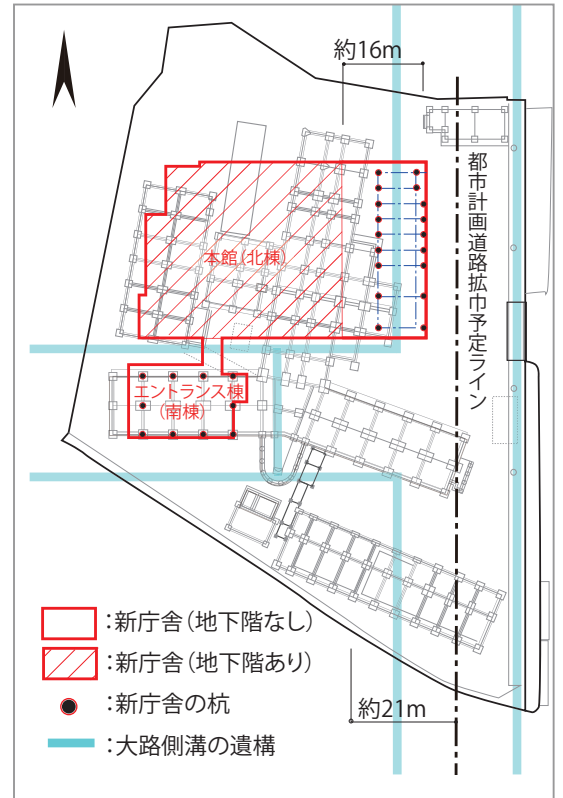 約16m
都市計画道路拡巾予定ライン
本館(北棟)
エントランス棟
(南棟)
:新庁舎(地下階なし)
:新庁舎(地下階あり)
:新庁舎の杭
:大路側溝の遺構
約21m